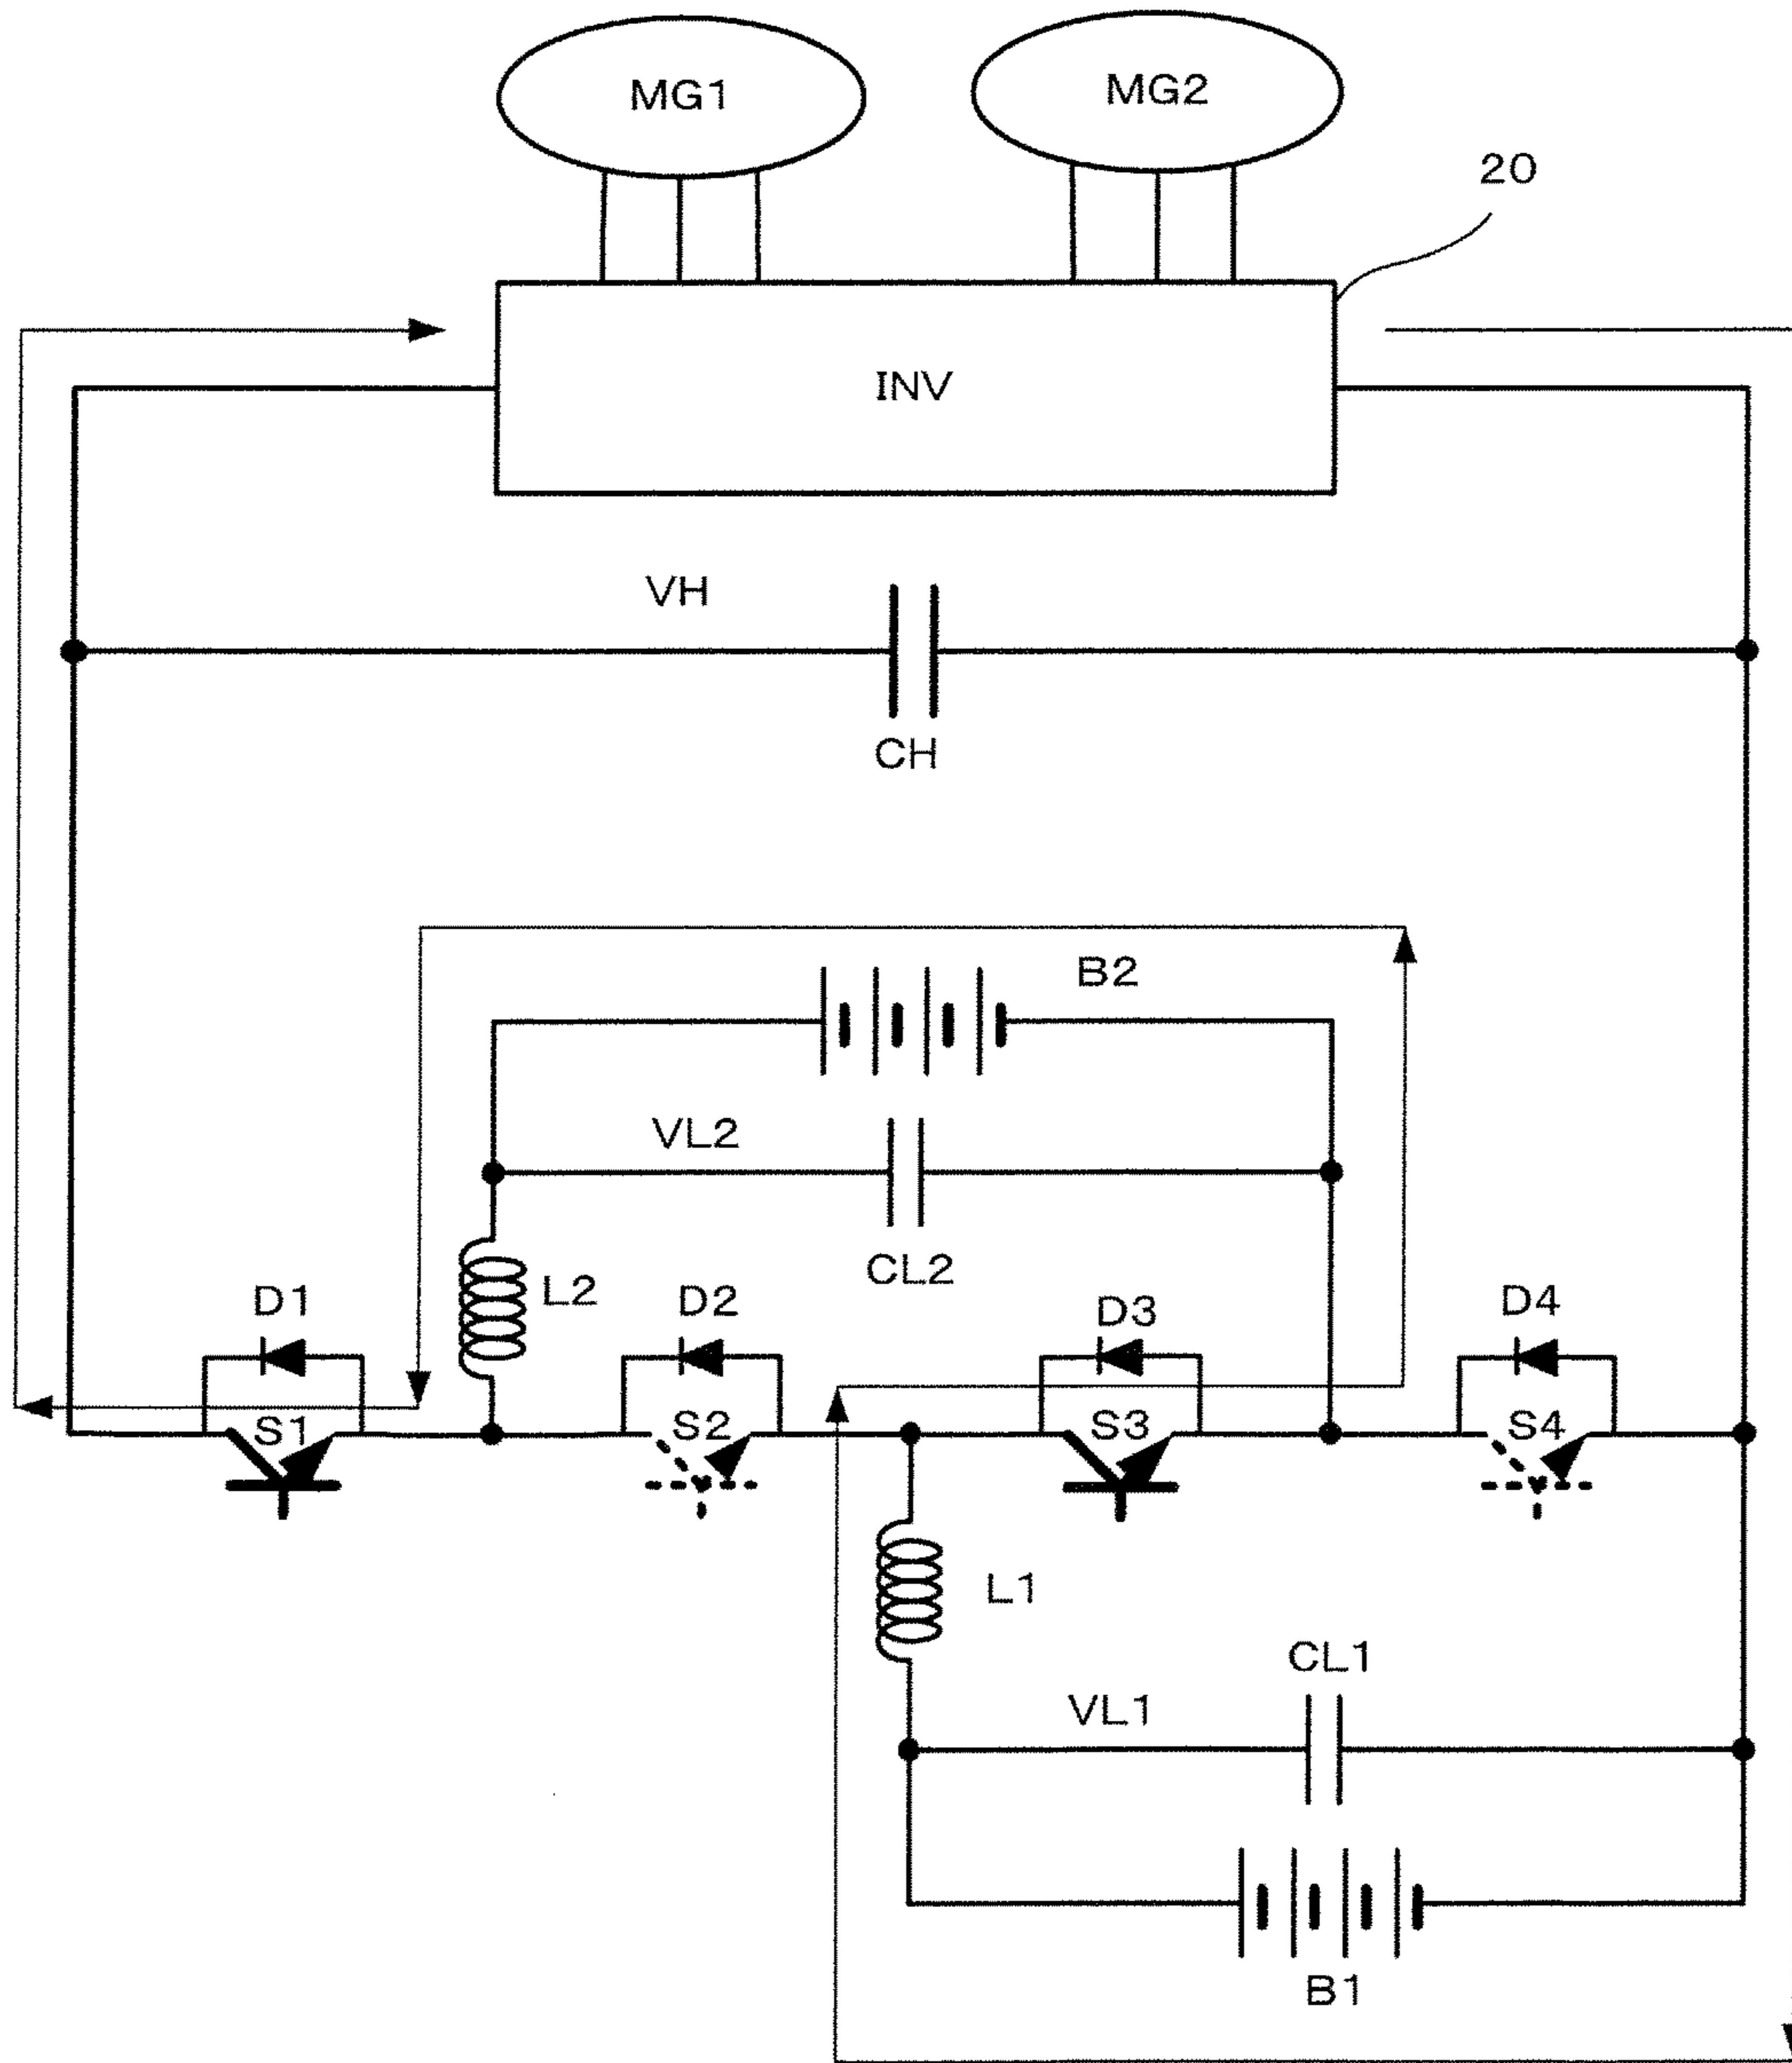 MG1
MG2
20
INV
VH
CH
B2
VL2
CL2
L2
D1
D2
D3
D4
S1
S2
S3
S4
L1
CL1
VL1
B1